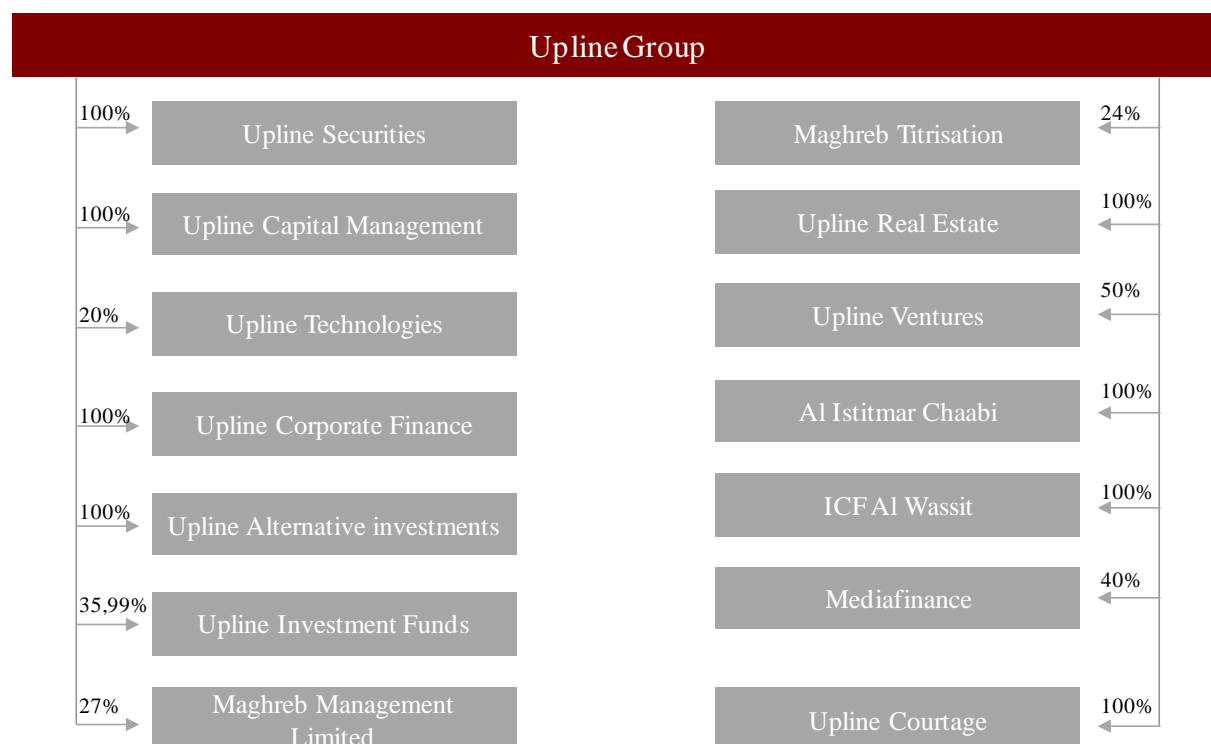 Upline Group
100%
Upline Securities
100%
Upline Capital Management
20%
Upline Technologies
100%
Upline Corporate Finance
100%
Upline Alternative investments
35,99%
Upline Investment Funds
27%
Maghreb Management
Limited
24%
Maghreb Titrisation
100%
Upline Real Estate
50%
Upline Ventures
100%
Al Istitmar Chaabi
100%
ICF Al Wassit
40%
Mediafinance
100%
Upline Courtage